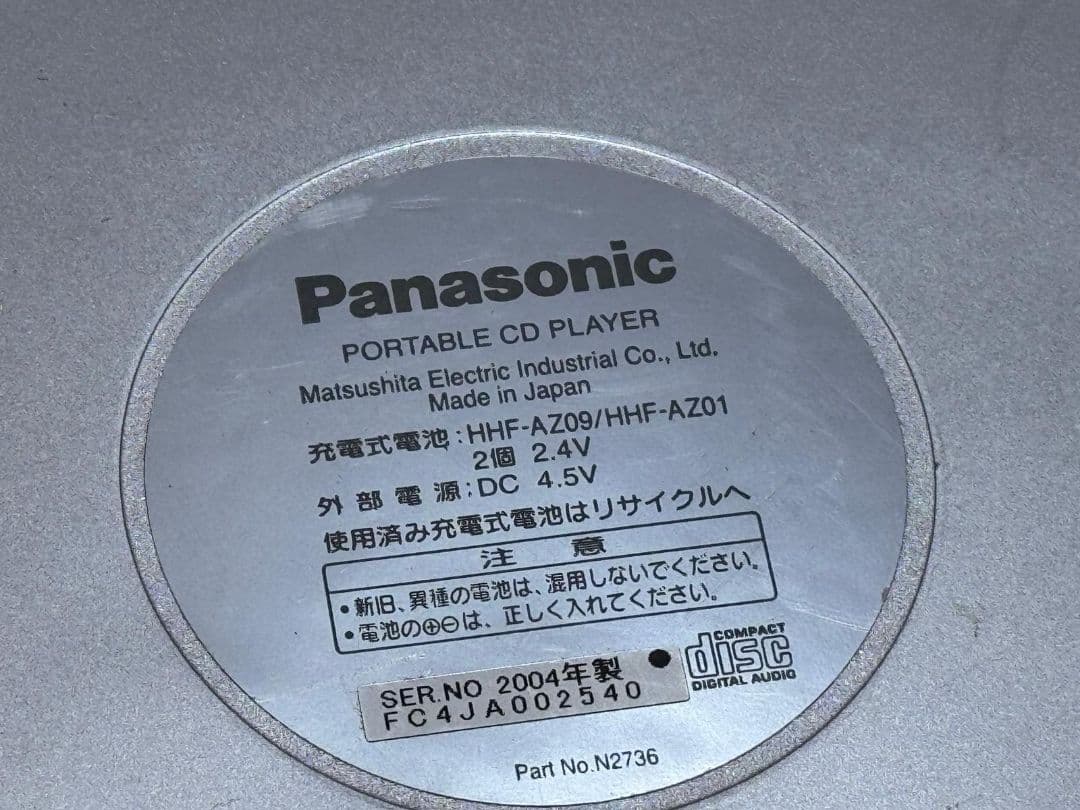 Panasonic
PORTABLE CD PLAYER
Matsushita Electric Industrial Co., Ltd.
Made in Japan
充電式電池:HHF-AZ09/HHF-AZ01
2個 2.4V
外部電源:DC 4.5V
使用済み充電式電池はリサイクルへ
注意
•新旧、異種の電池は、混用しないでください。
•電池の⊕⊖は、正しく入れてください。
COMPACT
disc
DIGITAL AUDIO
SER.NO 2004年製
FC4JA002540
Part No.N2736